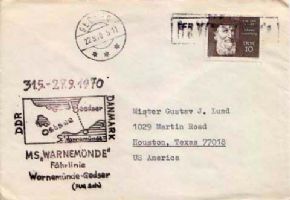 DDR
10
31.5.-27.9.1970
DDR
Gedser
Ostsee
DANMARK
MS„WARNEMÜNDE"
Fährlinie
Warnemünde-Gedser
Mister Gustav J. Lund
1029 Martin Road
Houston, Texas 77018
US America